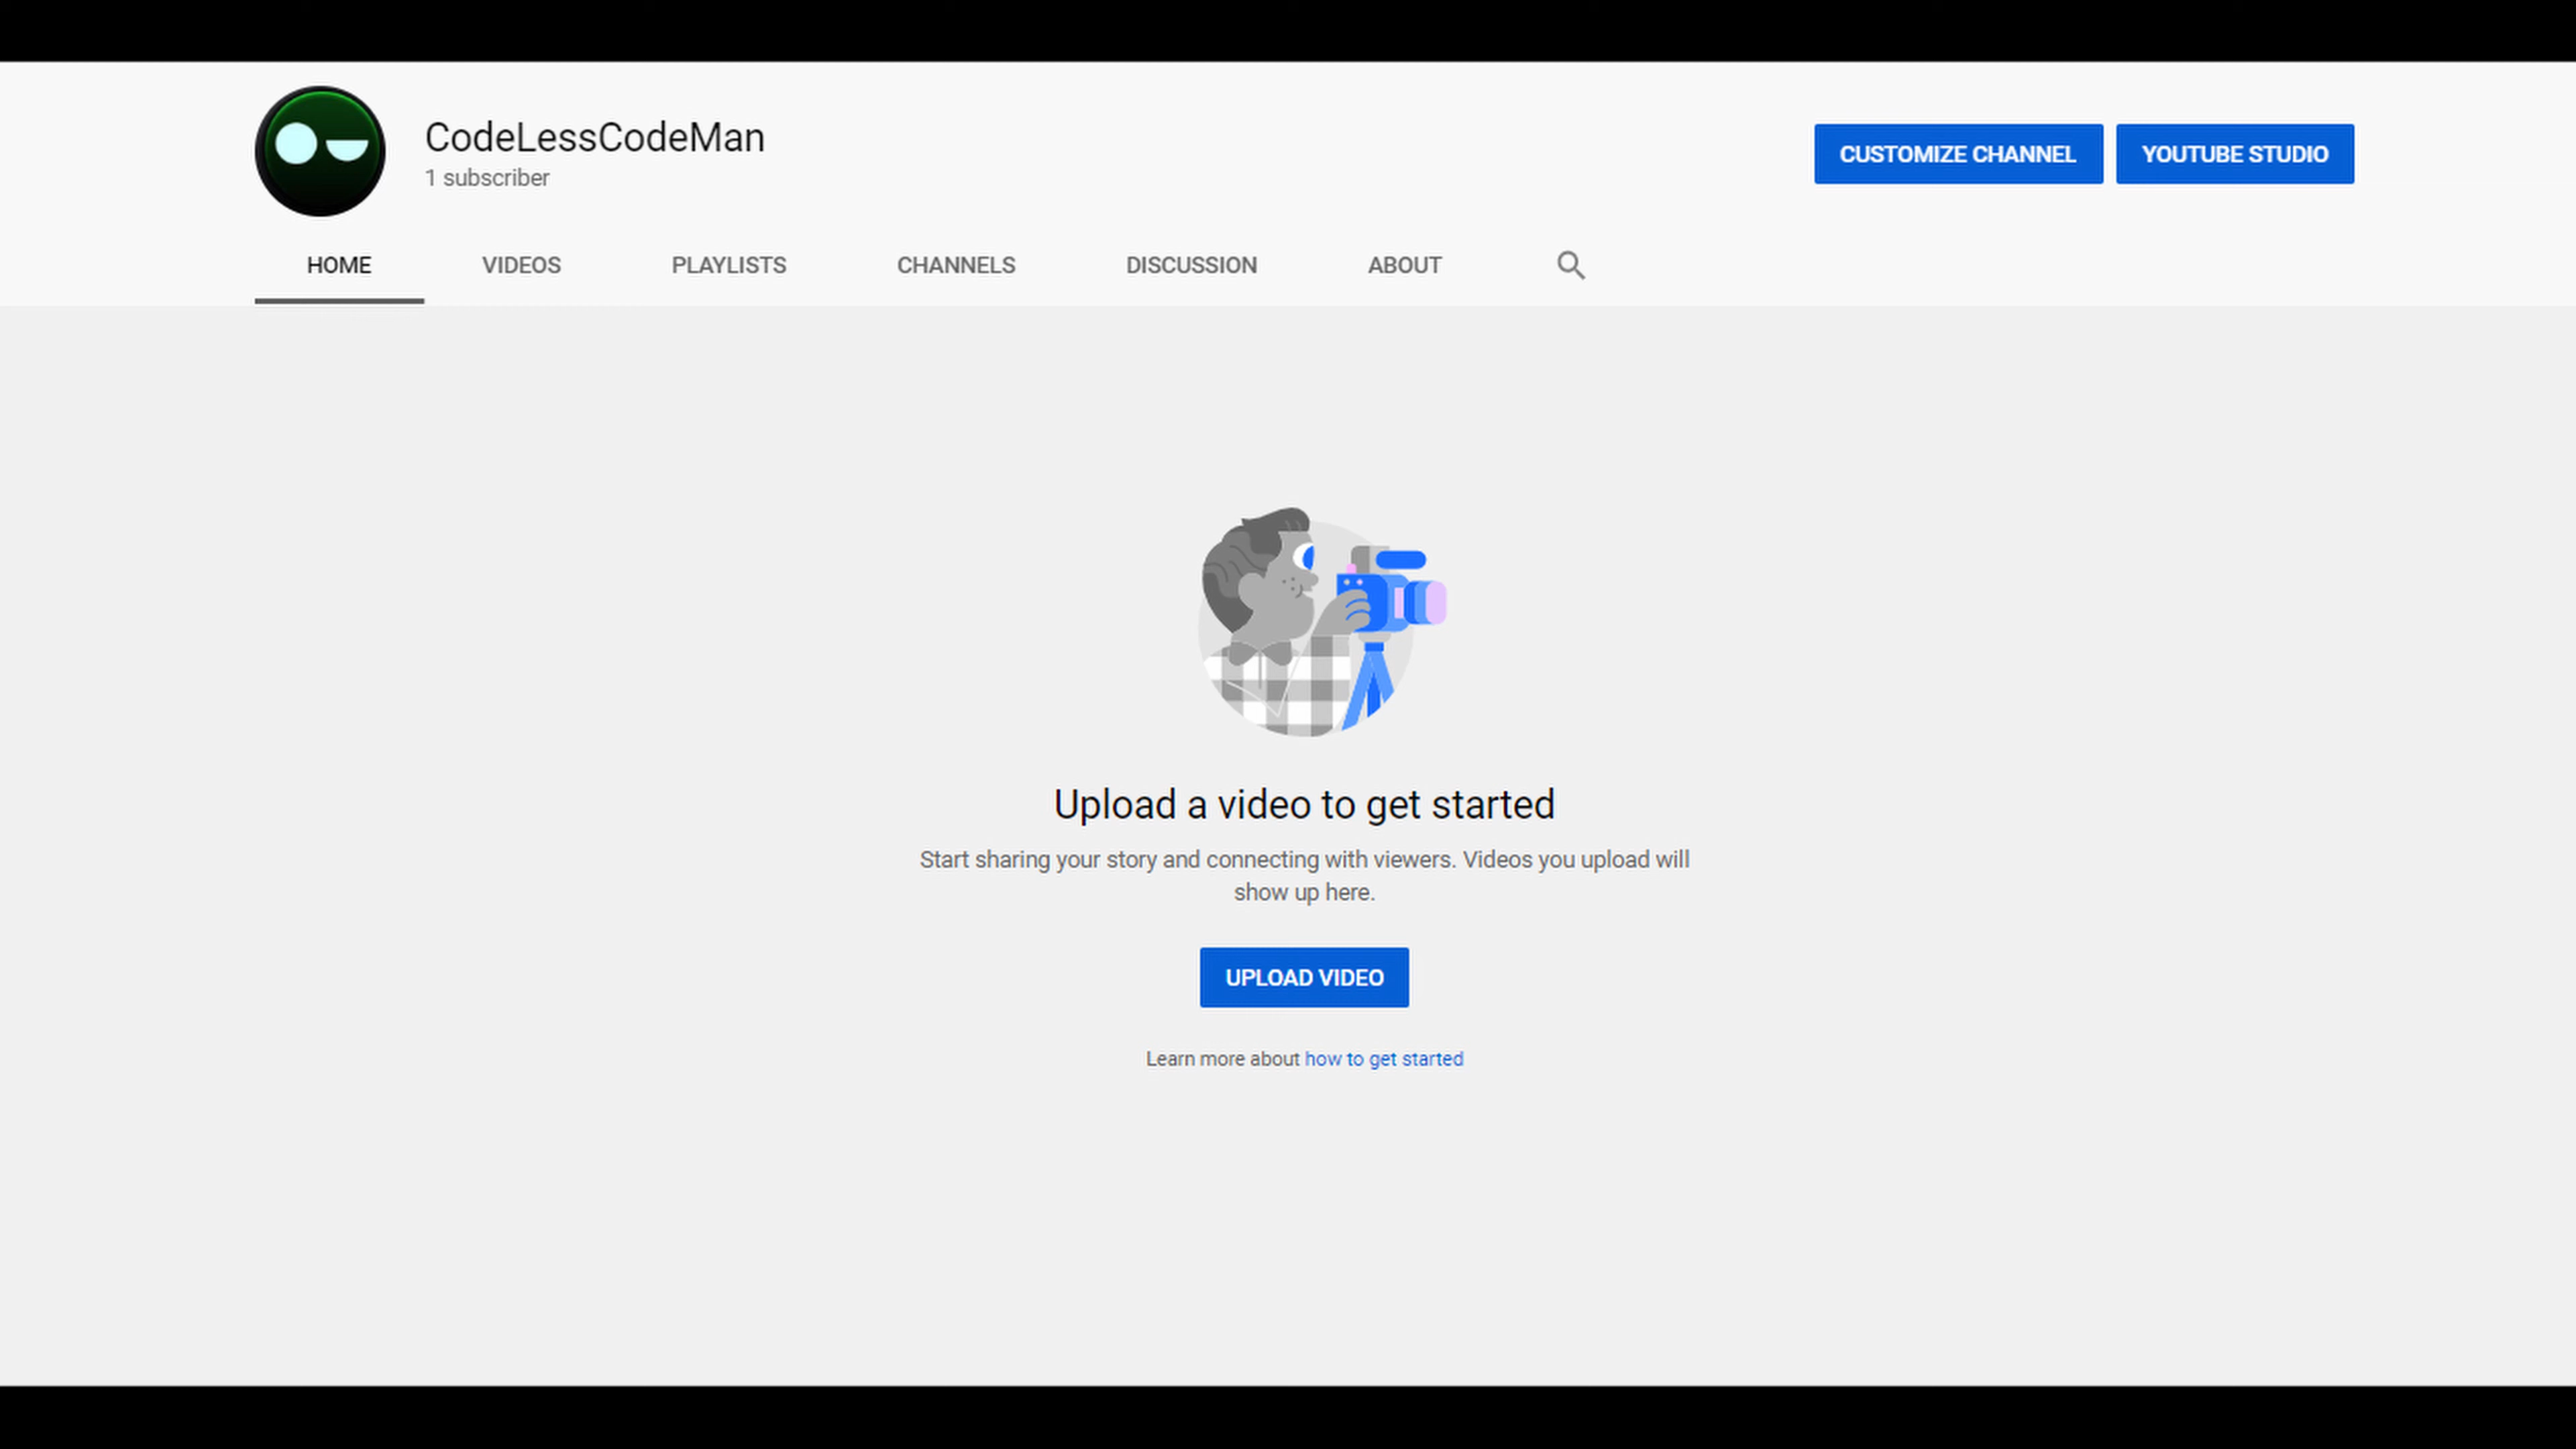 CodeLessCodeMan
1 subscriber
CUSTOMIZE CHANNEL
YOUTUBE STUDIO
HOME
VIDEOS
PLAYLISTS
CHANNELS
DISCUSSION
ABOUT
Upload a video to get started
Start sharing your story and connecting with viewers. Videos you upload will
show up here.
UPLOAD VIDEO
Learn more about how to get started